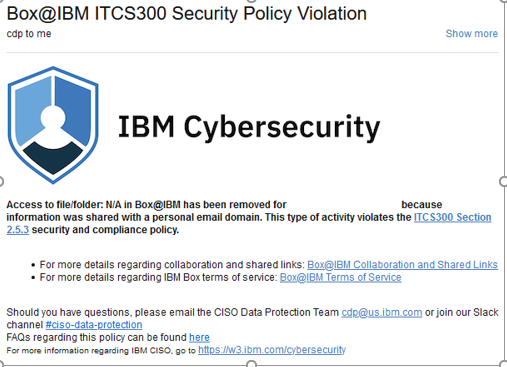 Box@IBM ITCS300 Security Policy Violation
cdp to me
Show more
IBM Cybersecurity
Access to file/folder: N/A in Box@IBM has been removed for because
information was shared with a personal email domain. This type of activity violates the ITCS300 Section
2.5.3 security and compliance policy.
• For more details regarding collaboration and shared links: Box@IBM Collaboration and Shared Links
• For more details regarding IBM Box terms of service: Box@IBM Terms of Service
Should you have questions, please email the CISO Data Protection Team cdp@us.ibm.com or join our Slack
channel #ciso-data-protection
FAQs regarding this policy can be found here
For more information regarding IBM CISO, go to https://w3.ibm.com/cybersecurity